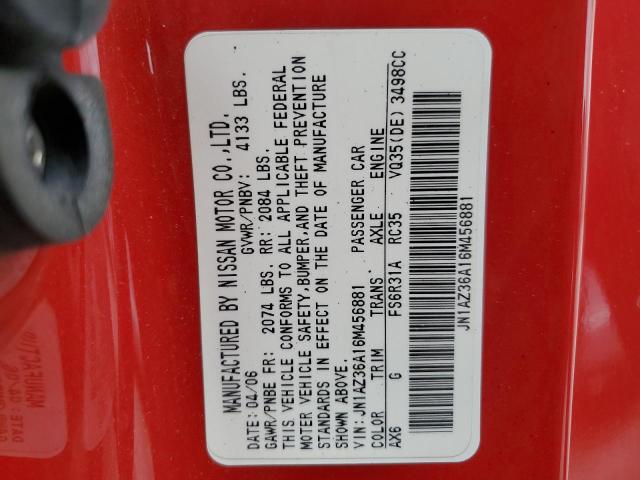 MANUFACTURED BY NISSAN MOTOR CO.,LTD.
DATE: 04/06 GVWR/PNBV: 4133 LBS.
GAWR/PNBE FR: 2074 LBS. RR: 2084 LBS.
THIS VEHICLE CONFORMS TO ALL APPLICABLE FEDERAL
MOTER VEHICLE SAFETY,BUMPER,AND THEFT PREVENTION
STANDARDS IN EFFECT ON THE DATE OF MANUFACTURE
SHOWN ABOVE.
VIN: JN1AZ36A16M456881 PASSENGER CAR
COLOR TRIM TRANS AXLE ENGINE
AX6 G FS6R31A RC35 VQ35(DE) 3498CC
JN1AZ36A16M456881